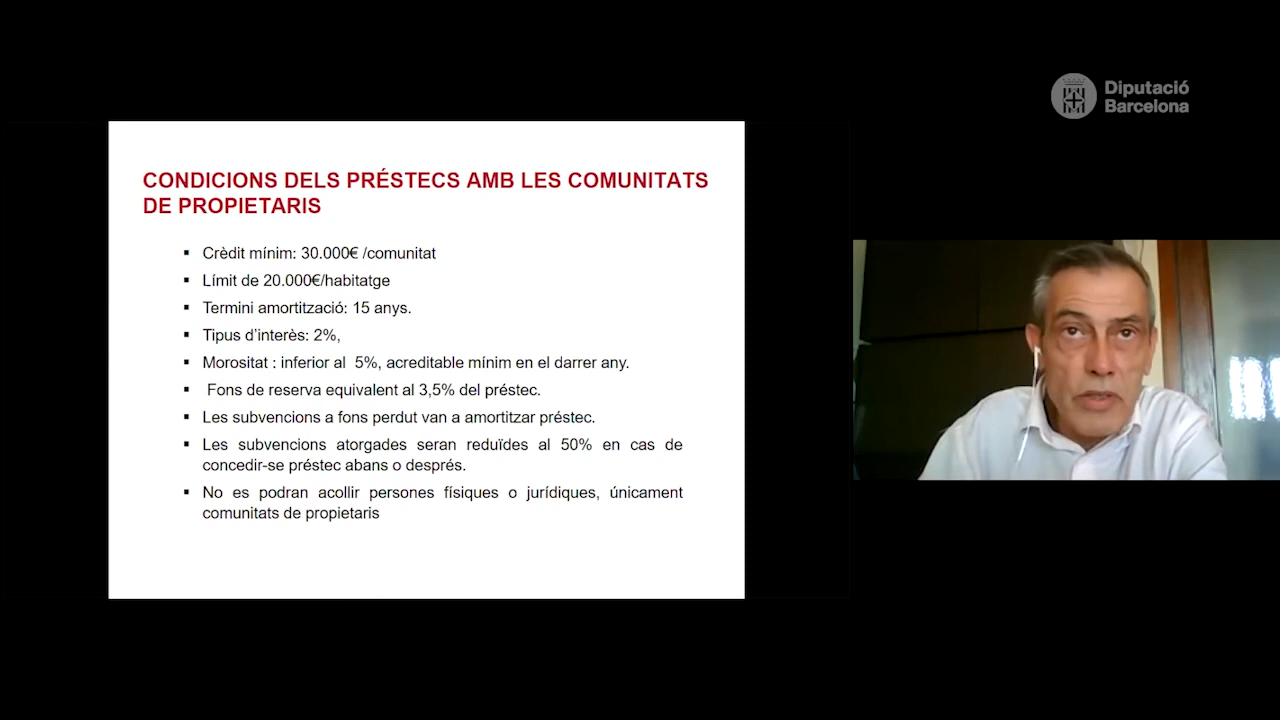 Diputació
Barcelona
CONDICIONS DELS PRÉSTECS AMB LES COMUNITATS
DE PROPIETARIS
▪ Crèdit mínim: 30.000€ /comunitat
▪ Límit de 20.000€/habitatge
▪ Termini amortització: 15 anys.
▪ Tipus d'interès: 2%,
▪ Morositat : inferior al 5%, acreditable mínim en el darrer any.
▪ Fons de reserva equivalent al 3,5% del préstec.
▪ Les subvencions a fons perdut van a amortitzar préstec.
▪ Les subvencions atorgades seran reduïdes al 50% en cas de
concedir-se préstec abans o després.
▪ No es podran acollir persones físiques o jurídiques, únicament
comunitats de propietaris